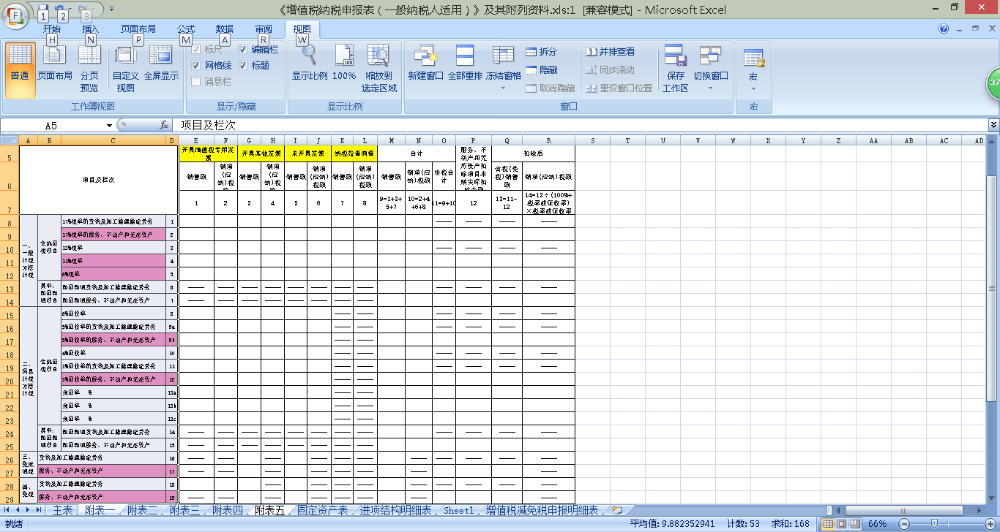 《增值税纳税申报表（一般纳税人适用）》及其附列资料.xls:1 [兼容模式] - Microsoft Excel
F 1 2 3
开始 插入 页面布局 公式 数据 审阅 视图
H N P M A R W
普通 页面布局 分页预览 自定义视图 全屏显示
工作簿视图
标尺 编辑栏
网格线 标题
消息栏
显示/隐藏
显示比例 100% 缩放到选定区域
显示比例
新建窗口 全部重排 冻结窗格
拆分
隐藏
取消隐藏
并排查看
同步滚动
重设窗口位置
保存工作区 切换窗口
窗口
宏
宏
37
A5 fx 项目及栏次
A B C D E F G H I J K L M N O P Q R S T U V W X Y Z AA AB AC AD
5 项目及栏次 开具增值税专用发票 开具其他发票 未开具发票 纳税检查调整 合计 服务、不动产和无形资产扣除项目本期实际扣除金额 扣除后
6 销售额 销项(应纳)税额 销售额 销项(应纳)税额 销售额 销项(应纳)税额 销售额 销项(应纳)税额 销售额 销项(应纳)税额 价税合计 含税(免税)销售额 销项(应纳)税额
7 1 2 3 4 5 6 7 8 9=1+3+5+7 10=2+4+6+8 11=9+10 12 13=11-12 14=13÷(100%+税率或征收率)×税率或征收率
一、一般计税方法计税
全部征税项目
8 17%税率的货物及加工修理修配劳务 1 —— —— —— ——
9 17%税率的服务、不动产和无形资产 2
10 13%税率 3 —— —— —— ——
11 11%税率 4
12 6%税率 5
其中：即征即退项目
13 即征即退货物及加工修理修配劳务 6 —— —— —— —— —— —— —— —— —— —— —— ——
14 即征即退服务、不动产和无形资产 7 —— —— —— —— —— —— —— ——
二、简易计税方法计税
全部征税项目
15 6%征收率 8 —— —— —— —— —— ——
16 5%征收率的货物及加工修理修配劳务 9a —— —— —— —— —— ——
17 5%征收率的服务、不动产和无形资产 9b —— ——
18 4%征收率 10 —— —— —— —— —— ——
19 3%征收率的货物及加工修理修配劳务 11 —— —— —— —— —— ——
20 3%征收率的服务、不动产和无形资产 12 —— ——
21 预征率 % 13a —— ——
22 预征率 % 13b —— ——
23 预征率 % 13c —— ——
其中：即征即退项目
24 即征即退货物及加工修理修配劳务 14 —— —— —— —— —— —— —— —— —— —— —— ——
25 即征即退服务、不动产和无形资产 15 —— —— —— —— —— —— —— ——
三、免抵退税
26 货物及加工修理修配劳务 16 —— —— —— —— —— —— —— —— —— —— ——
27 服务、不动产和无形资产 17 —— —— —— —— —— —— ——
四、免税
28 货物及加工修理修配劳务 18 —— —— —— —— —— —— —— —— ——
29 服务、不动产和无形资产 19 —— —— —— —— —— —— ——
主表 附表一 附表二 附表三 附表四 附表五 固定资产表 进项结构明细表 Sheet1 增值税减免税申报明细表
就绪 平均值: 9.882352941 计数: 53 求和: 168 66%